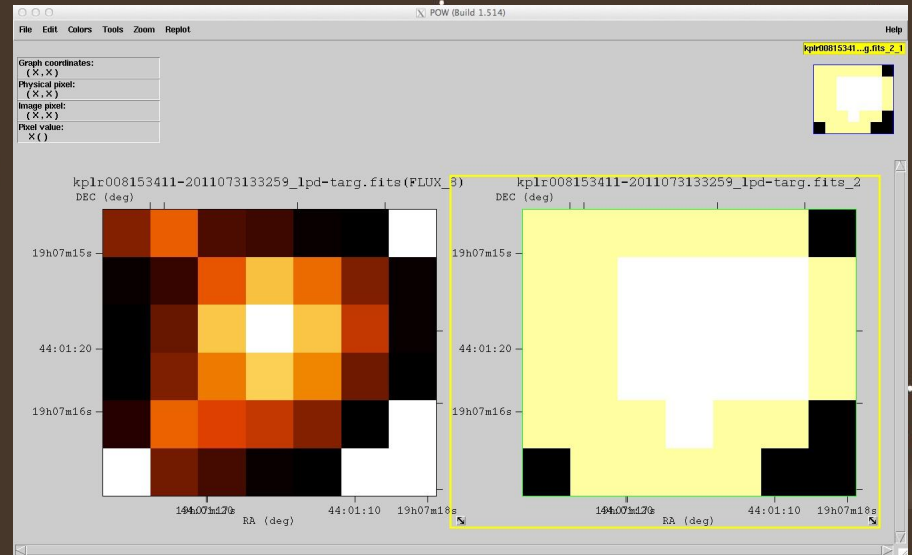 POW (Build 1.514)
File Edit Colors Tools Zoom Replot Help
kplr00815341...g.fits_2_1
Graph coordinates:
(X,X)
Physical pixel:
(X,X)
Image pixel:
(X,X)
Pixel value:
X()
kplr008153411-2011073133259_lpd-targ.fits(FLUX_8)
DEC (deg)
19h07m15s
44:01:20
19h07m16s
44:01:10 19h07m18s
RA (deg)
kplr008153411-2011073133259_lpd-targ.fits_2
DEC (deg)
19h07m15s
44:01:20
19h07m16s
44:01:10 19h07m18s
RA (deg)